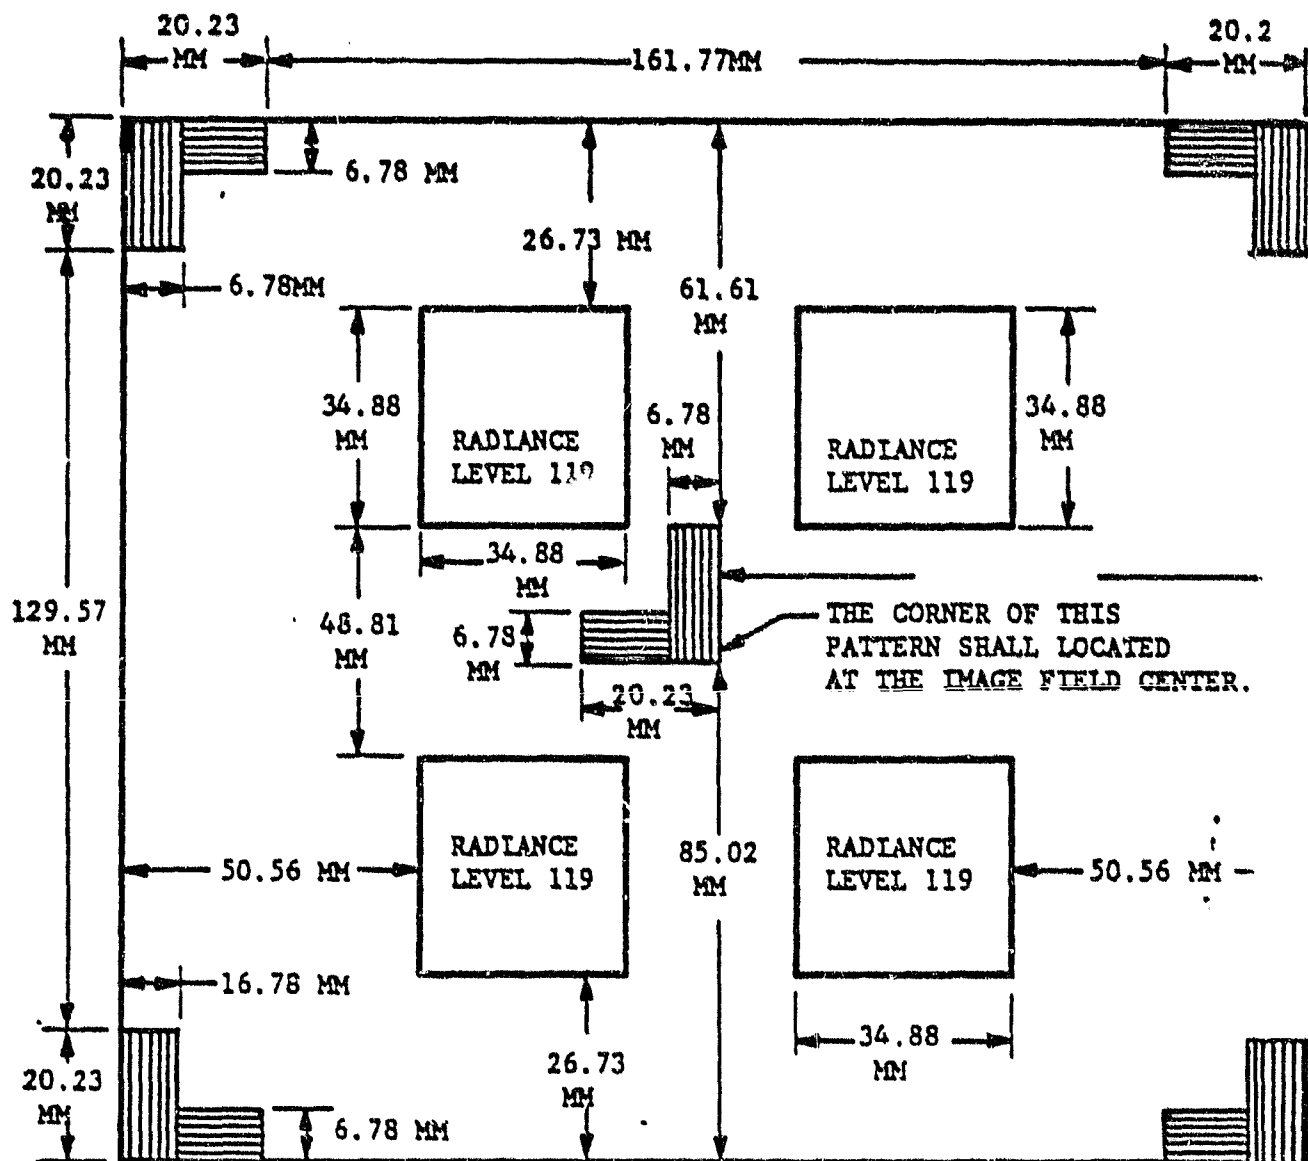 20.23
MM
161.77MM
20.2
MM
20.23
MM
6.78 MM
26.73 MM
6.78MM
61.61
MM
34.88
MM
RADIANCE
LEVEL 119
6.78
MM
RADIANCE
LEVEL 119
34.88
MM
34.88
MM
129.57
MM
48.81
MM
6.78
MM
THE CORNER OF THIS
PATTERN SHALL LOCATED
AT THE IMAGE FIELD CENTER.
20.23
MM
50.56 MM
RADIANCE
LEVEL 119
85.02
MM
RADIANCE
LEVEL 119
50.56 MM
16.78 MM
20.23
MM
26.73
MM
34.88
MM
6.78 MM